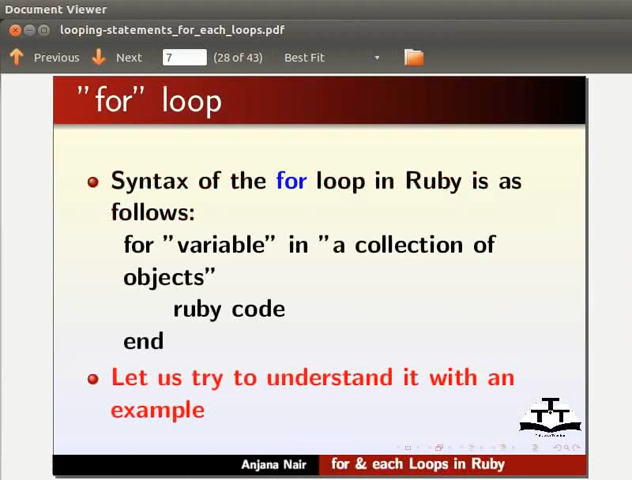 Document Viewer
looping-statements_for_each_loops.pdf
Previous Next 7 (28 of 43) Best Fit
"for" loop
Syntax of the for loop in Ruby is as
follows:
for "variable" in "a collection of
objects"
ruby code
end
Let us try to understand it with an
example
Anjana Nair for & each Loops in Ruby